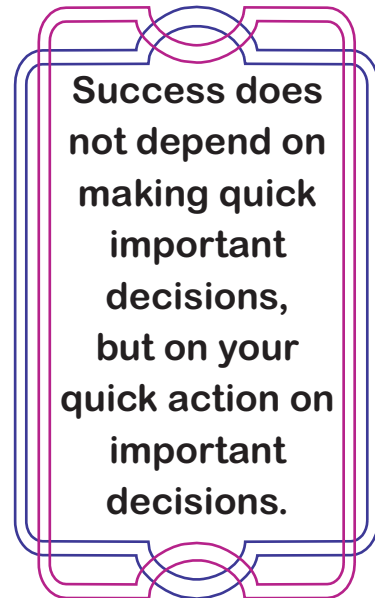 Success does
not depend on
making quick
important
decisions,
but on your
quick action on
important
decisions.